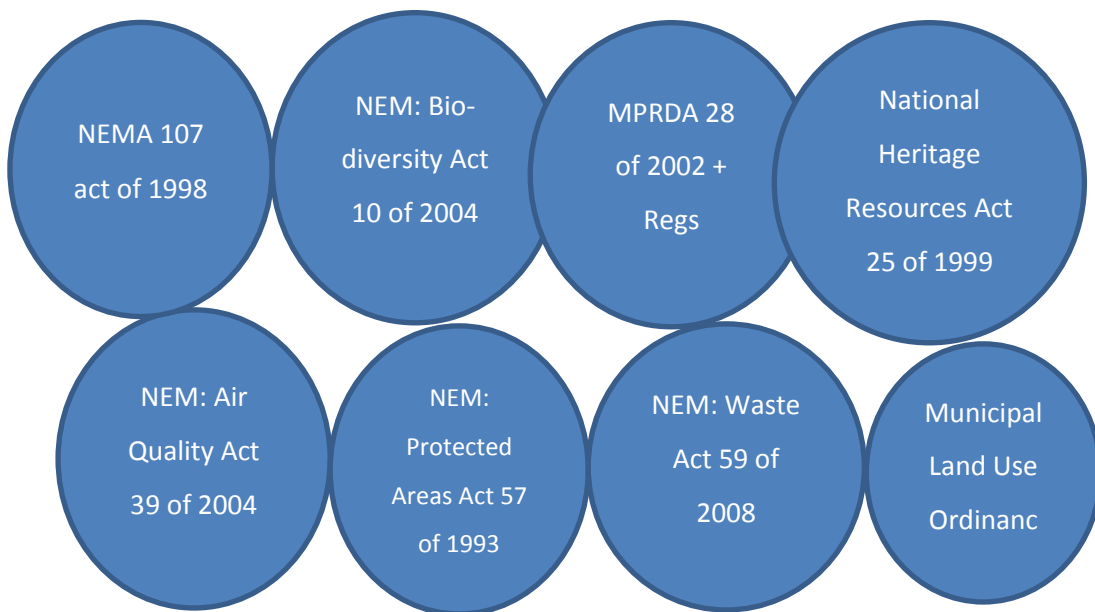 NEMA 107
act of 1998
NEM: Bio-
diversity Act
10 of 2004
MPRDA 28
of 2002 +
Regs
National
Heritage
Resources Act
25 of 1999
NEM: Air
Quality Act
39 of 2004
NEM:
Protected
Areas Act 57
of 1993
NEM: Waste
Act 59 of
2008
Municipal
Land Use
Ordinanc